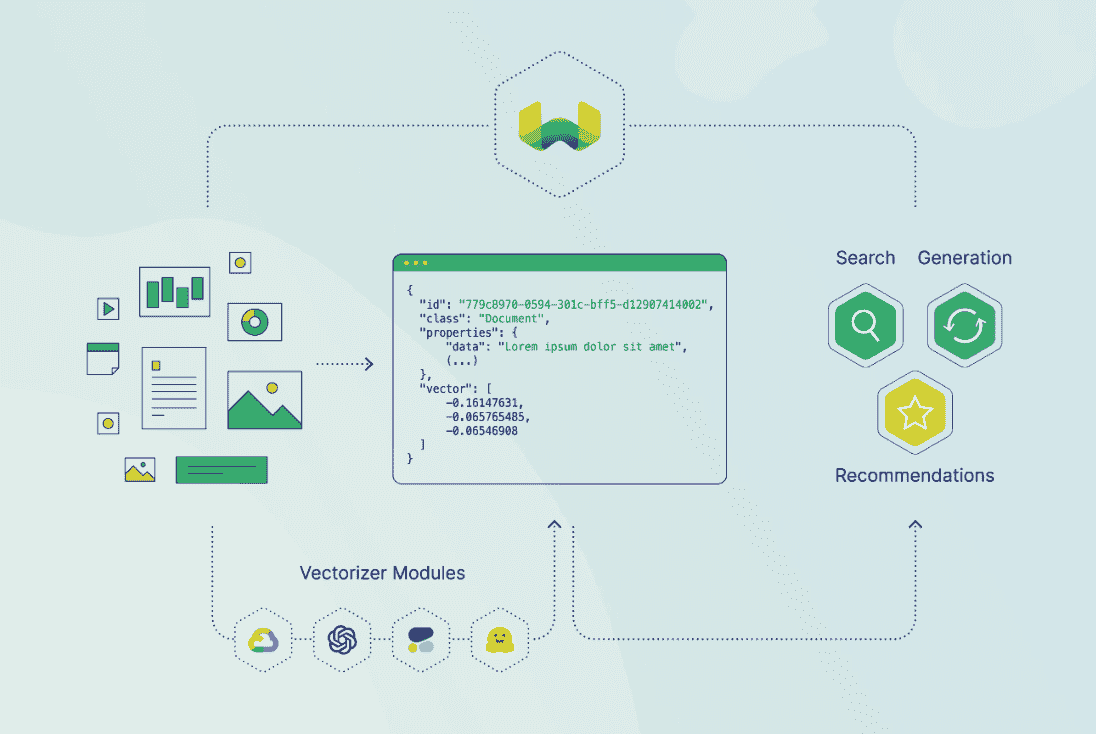 Search
Generation
{
"id": "779c8970-0594-301c-bff5-d12907414002",
"class": "Document",
"properties": {
"data": "Lorem ipsum dolor sit amet",
(...)
},
"vector": [
-0.16147631,
-0.065765485,
-0.06546908
]
}
Recommendations
Vectorizer Modules